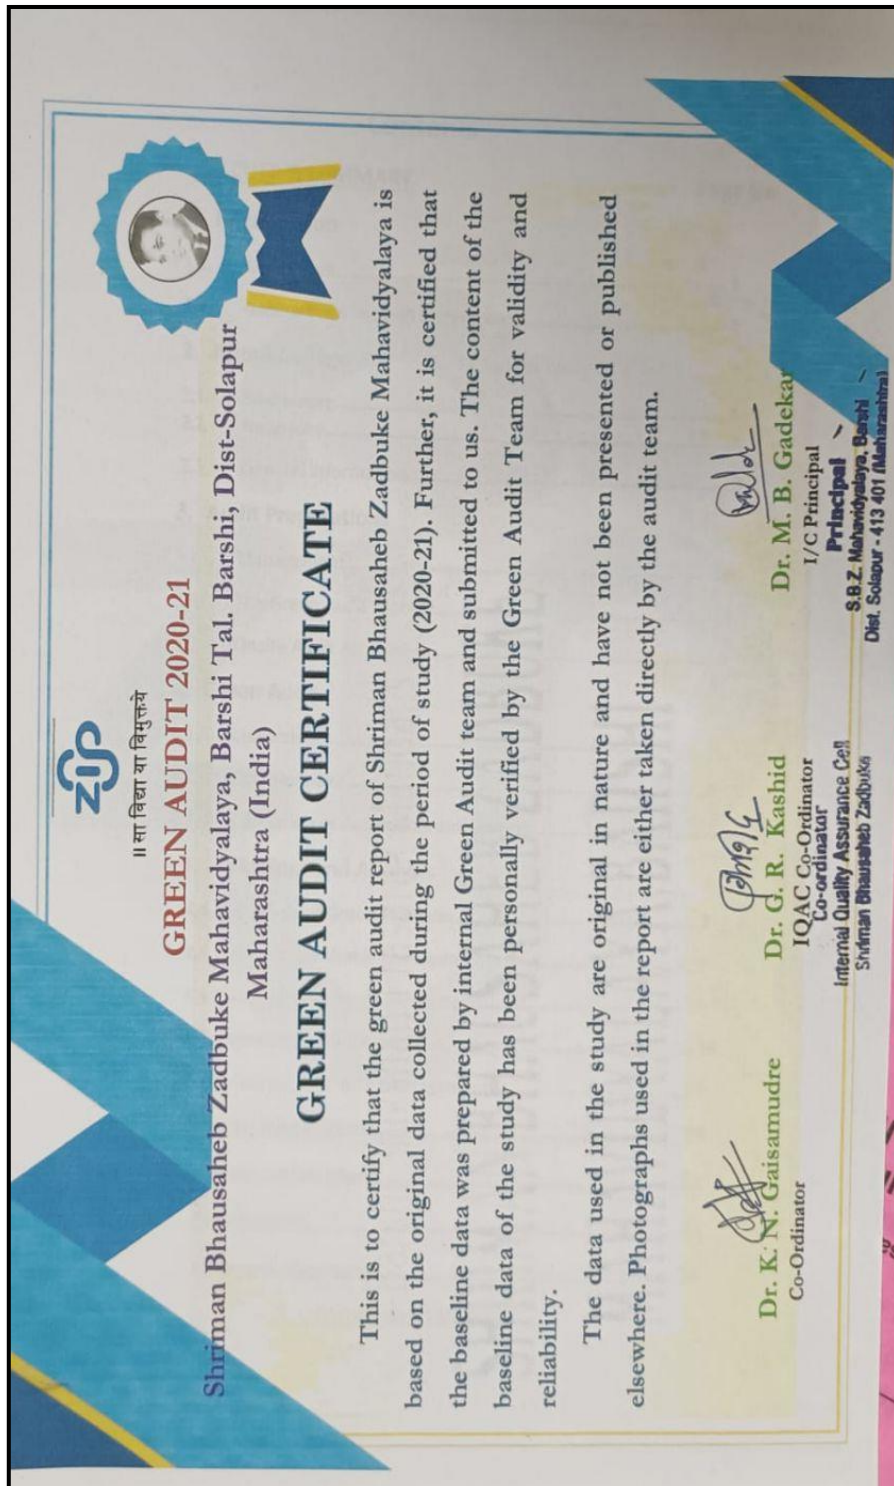 zip
॥ सा विद्या या विमुक्तये
GREEN AUDIT 2020-21
Shriman Bhausaheb Zadbuke Mahavidyalaya, Barshi Tal. Barshi, Dist-Solapur
Maharashtra (India)
GREEN AUDIT CERTIFICATE
This is to certify that the green audit report of Shriman Bhausaheb Zadbuke Mahavidyalaya is
based on the original data collected during the period of study (2020-21). Further, it is certified that
the baseline data was prepared by internal Green Audit team and submitted to us. The content of the
baseline data of the study has been personally verified by the Green Audit Team for validity and
reliability.
The data used in the study are original in nature and have not been presented or published
elsewhere. Photographs used in the report are either taken directly by the audit team.
Dr. K. N. Gaisamudre
Co-Ordinator
Dr. G. R. Kashid
IQAC Co-Ordinator
Co-ordinator
Internal Quality Assurance Cell
Shriman Bhausaheb Zadbuke
Dr. M. B. Gadekar
I/C Principal
Principal
S.B.Z. Mahavidyalaya, Barshi
Dist. Solapur - 413 401 (Maharashtra)